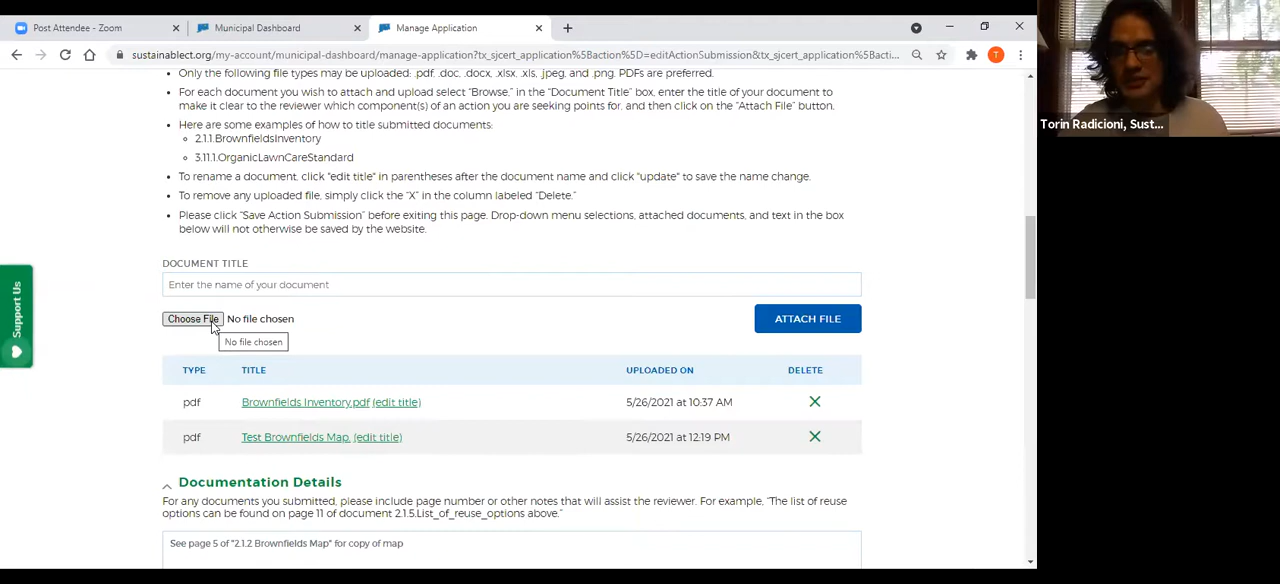 Post Attendee - Zoom
Municipal Dashboard
Manage Application
sustainablect.org/my-account/municipal-dashboard/manage-application?tx_sjcert_application%5Baction%5D=editActionSubmission&tx_sjcert_application%5Bacti...
T
Torin Radicioni, Sust...
Only the following file types may be uploaded: .pdf, .doc, .docx, .xlsx, .xls, .jpeg, and .png. PDFs are preferred.
For each document you wish to attach and upload select "Browse." In the "Document Title" box, enter the title of your document to
make it clear to the reviewer which component(s) of an action you are seeking points for, and then click on the "Attach File" button.
Here are some examples of how to title submitted documents:
2.1.1.BrownfieldsInventory
3.11.1.OrganicLawnCareStandard
To rename a document, click "edit title" in parentheses after the document name and click "update" to save the name change.
To remove any uploaded file, simply click the "X" in the column labeled "Delete."
Please click "Save Action Submission" before exiting this page. Drop-down menu selections, attached documents, and text in the box
below will not otherwise be saved by the website.
Support Us
DOCUMENT TITLE
Enter the name of your document
Choose File No file chosen
ATTACH FILE
No file chosen
TYPE TITLE UPLOADED ON DELETE
pdf Brownfields Inventory.pdf (edit title) 5/26/2021 at 10:37 AM
pdf Test Brownfields Map. (edit title) 5/26/2021 at 12:19 PM
Documentation Details
For any documents you submitted, please include page number or other notes that will assist the reviewer. For example, "The list of reuse
options can be found on page 11 of document 2.1.5.List_of_reuse_options above."
See page 5 of "2.1.2 Brownfields Map" for copy of map